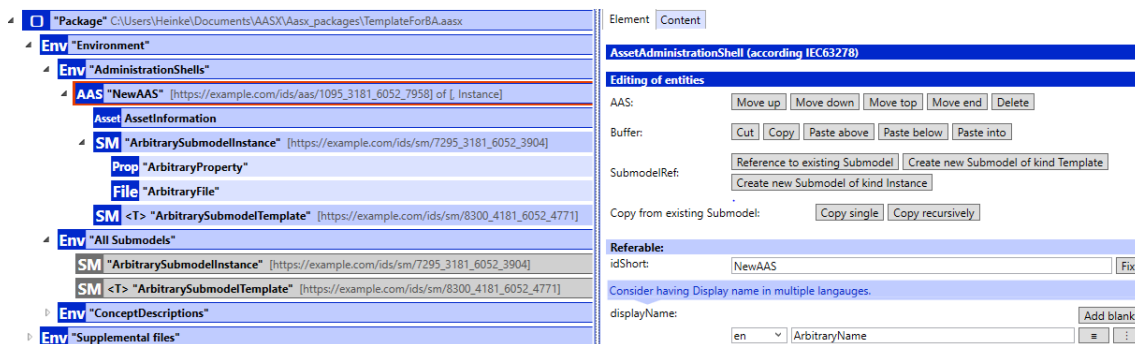 "Package" C:\Users\Heinke\Documents\AASX\Aasx_packages\TemplateForBA.aasx
Env "Environment"
Env "AdministrationShells"
AAS "NewAAS" [https://example.com/ids/aa/1095_3181_6052_7958] of [, Instance]
Asset AssetInformation
SM "ArbitrarySubmodelInstance" [https://example.com/ids/sm/7295_3181_6052_3904]
Prop "ArbitraryProperty"
File "ArbitraryFile"
SM <T> "ArbitrarySubmodelTemplate" [https://example.com/ids/sm/8300_4181_6052_4771]
Env "All Submodels"
SM "ArbitrarySubmodelInstance" [https://example.com/ids/sm/7295_3181_6052_3904]
SM <T> "ArbitrarySubmodelTemplate" [https://example.com/ids/sm/8300_4181_6052_4771]
Env "ConceptDescriptions"
Env "Supplemental files"
Element Content
AssetAdministrationShell (according IEC63278)
Editing of entities
AAS: Move up Move down Move top Move end Delete
Buffer: Cut Copy Paste above Paste below Paste into
SubmodelRef: Reference to existing Submodel Create new Submodel of kind Template
Create new Submodel of kind Instance
Copy from existing Submodel: Copy single Copy recursively
Referable:
idShort: NewAAS Fix
Consider having Display name in multiple langauges.
displayName: Add blank
en ArbitraryName